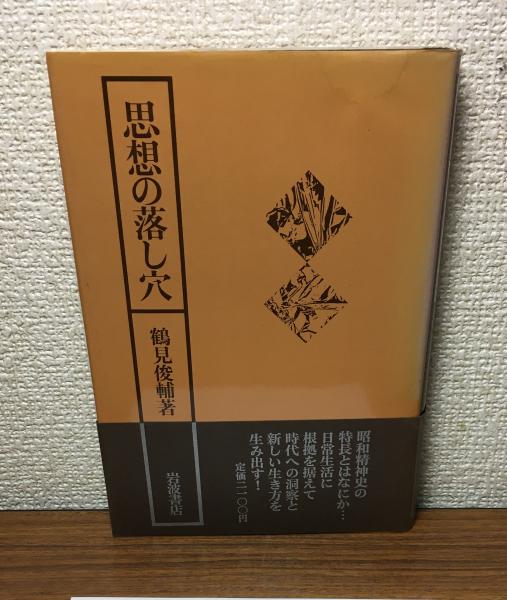 思想の落し穴
鶴見俊輔著
岩波書店
昭和精神史の
特長とはなにか…
日常生活に
根拠を据えて
時代への洞察と
新しい生き方を
生み出す!
定価二一〇〇円